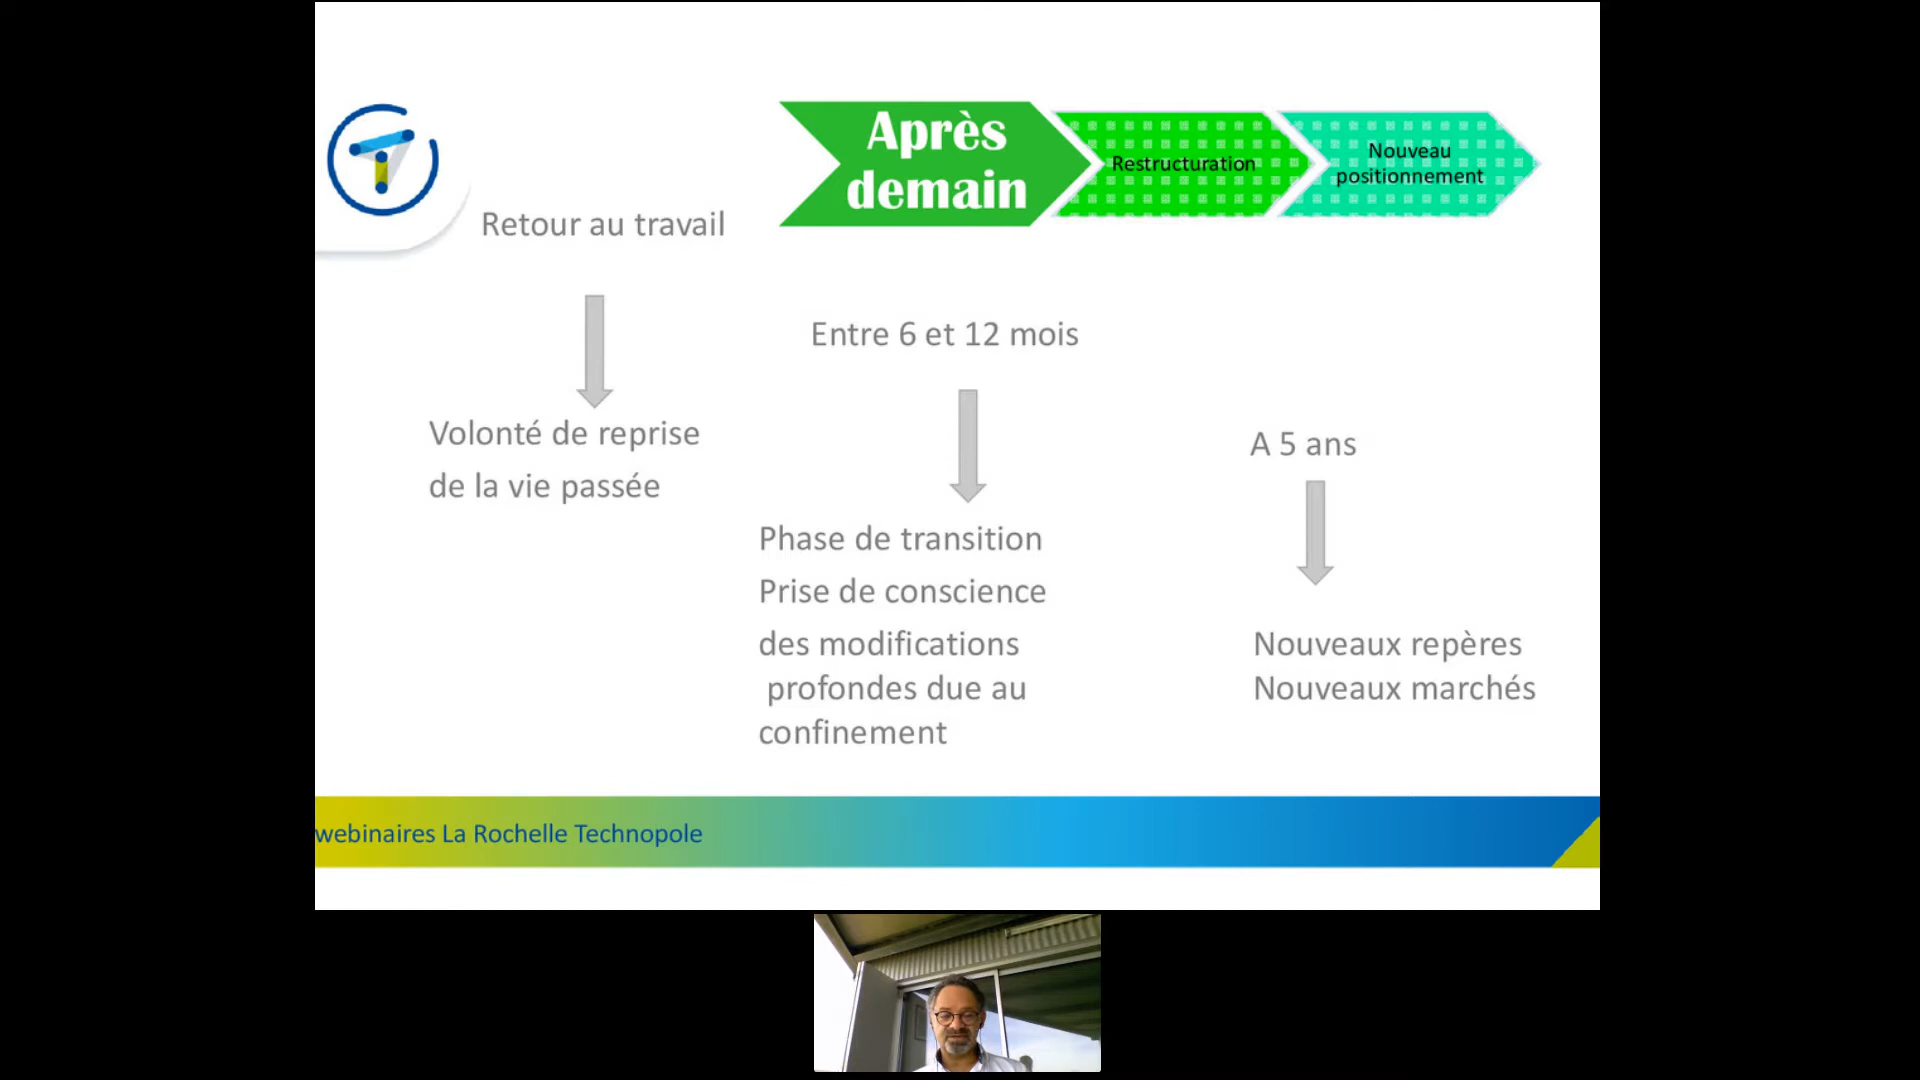 Après
demain
Restructuration
Nouveau
positionnement
Retour au travail
Volonté de reprise
de la vie passée
Entre 6 et 12 mois
Phase de transition
Prise de conscience
des modifications
profondes due au
confinement
A 5 ans
Nouveaux repères
Nouveaux marchés
webinaires La Rochelle Technopole